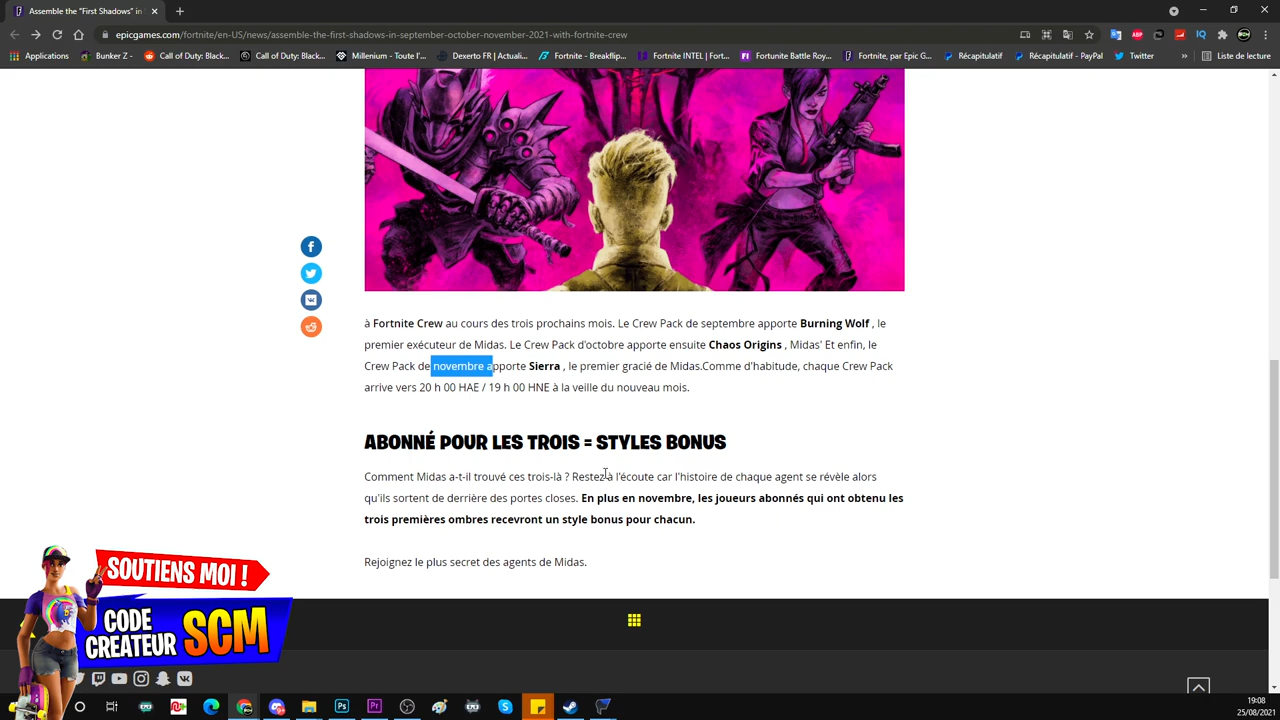 Assemble the "First Shadows" in
epicgames.com/fortnite/en-US/news/assemble-the-first-shadows-in-september-october-november-2021-with-fortnite-crew
Applications Bunker Z - Call of Duty: Black... Call of Duty: Black... Millenium - Toute l'... Dexerto FR | Actuali... Fortnite - Breakflip... Fortnite INTEL | Fort... Fortunite Battle Roy... Fortnite, par Epic G... Récapitulatif Récapitulatif - PayPal Twitter » Liste de lecture
à Fortnite Crew au cours des trois prochains mois. Le Crew Pack de septembre apporte Burning Wolf , le
premier exécuteur de Midas. Le Crew Pack d'octobre apporte ensuite Chaos Origins , Midas' Et enfin, le
Crew Pack de novembre apporte Sierra , le premier gracié de Midas.Comme d'habitude, chaque Crew Pack
arrive vers 20 h 00 HAE / 19 h 00 HNE à la veille du nouveau mois.
ABONNÉ POUR LES TROIS = STYLES BONUS
Comment Midas a-t-il trouvé ces trois-là ? Restez à l'écoute car l'histoire de chaque agent se révèle alors
qu'ils sortent de derrière des portes closes. En plus en novembre, les joueurs abonnés qui ont obtenu les
trois premières ombres recevront un style bonus pour chacun.
Rejoignez le plus secret des agents de Midas.
SOUTIENS MOI !
CODE
CREATEUR SCM
19:08
25/08/2021